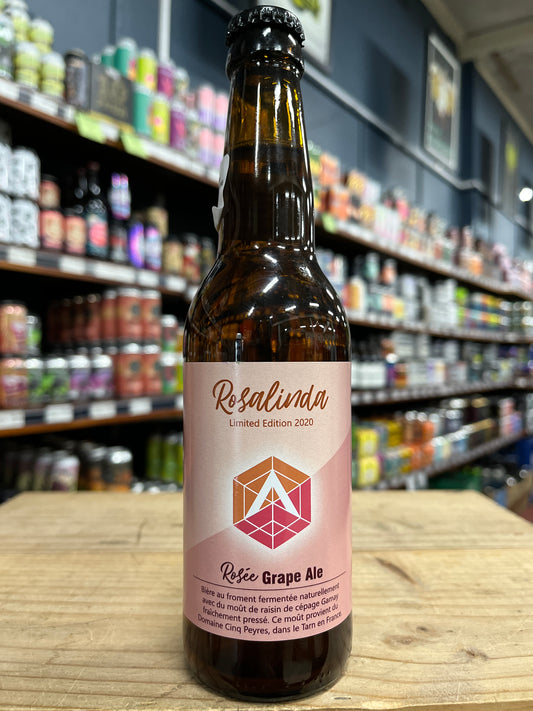 Rosalinda
Limited Edition 2020
A
Rosée Grape Ale
Bière au froment fermentée naturellement
avec du moût de raisin de cépage Gamay
fraîchement pressé. Ce moût provient du
Domaine Cinq Peyres, dans le Tarn en France.